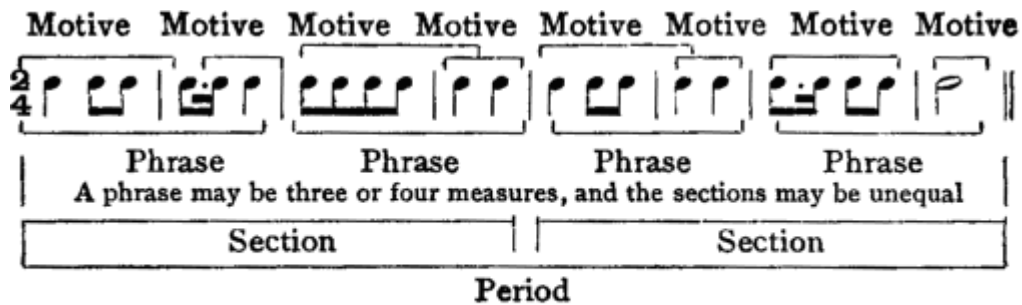 Motive Motive Motive Motive Motive Motive Motive Motive
2
4
Phrase Phrase Phrase Phrase
A phrase may be three or four measures, and the sections may be unequal
Section Section
Period